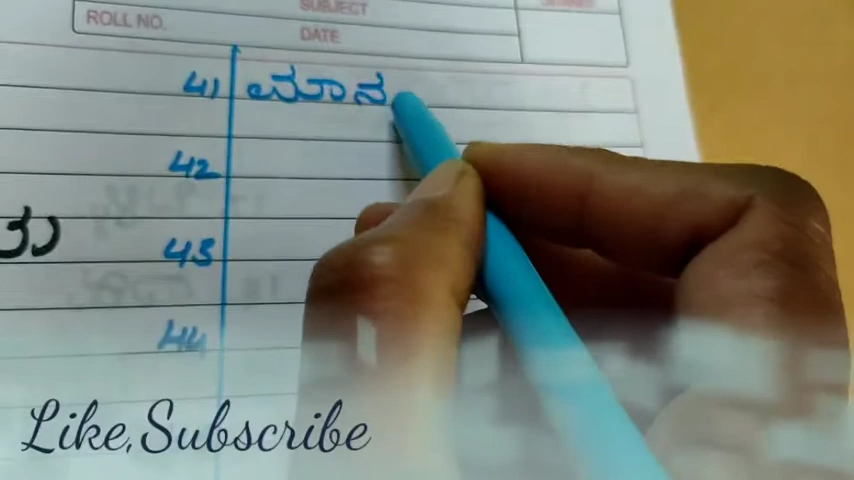 SUBJECT
ROLL NO.
DATE
41 ಮಾನ
42
ತು
43
44
Like, Subscribe